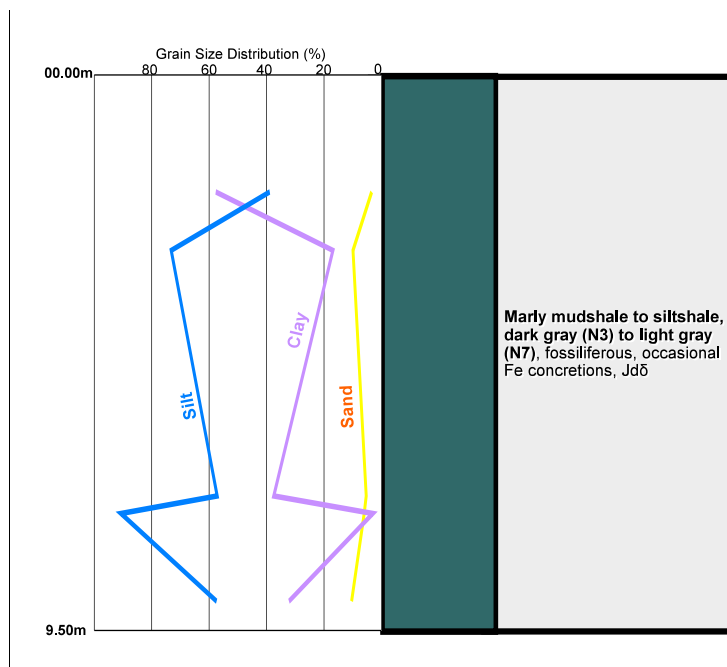 Grain Size Distribution (%)
80 60 40 20 0
00.00m
Clay
Silt
Sand
Marly mudshale to siltshale,
dark gray (N3) to light gray
(N7), fossiliferous, occasional
Fe concretions, Jdδ
9.50m